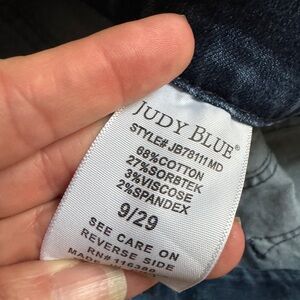 JUDY BLUE®
STYLE# JB78111MD
68%COTTON
27%SORBTEK
3%VISCOSE
2%SPANDEX
9/29
SEE CARE ON
REVERSE SIDE
RN#